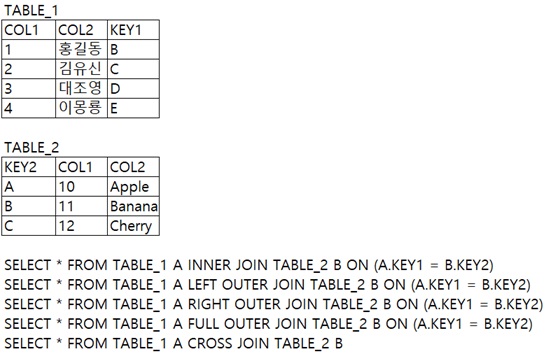 TABLE_1
COL1 COL2 KEY1
1 홍길동 B
2 김유신 C
3 대조영 D
4 이몽룡 E
TABLE_2
KEY2 COL1 COL2
A 10 Apple
B 11 Banana
C 12 Cherry
SELECT * FROM TABLE_1 A INNER JOIN TABLE_2 B ON (A.KEY1 = B.KEY2)
SELECT * FROM TABLE_1 A LEFT OUTER JOIN TABLE_2 B ON (A.KEY1 = B.KEY2)
SELECT * FROM TABLE_1 A RIGHT OUTER JOIN TABLE_2 B ON (A.KEY1 = B.KEY2)
SELECT * FROM TABLE_1 A FULL OUTER JOIN TABLE_2 B ON (A.KEY1 = B.KEY2)
SELECT * FROM TABLE_1 A CROSS JOIN TABLE_2 B